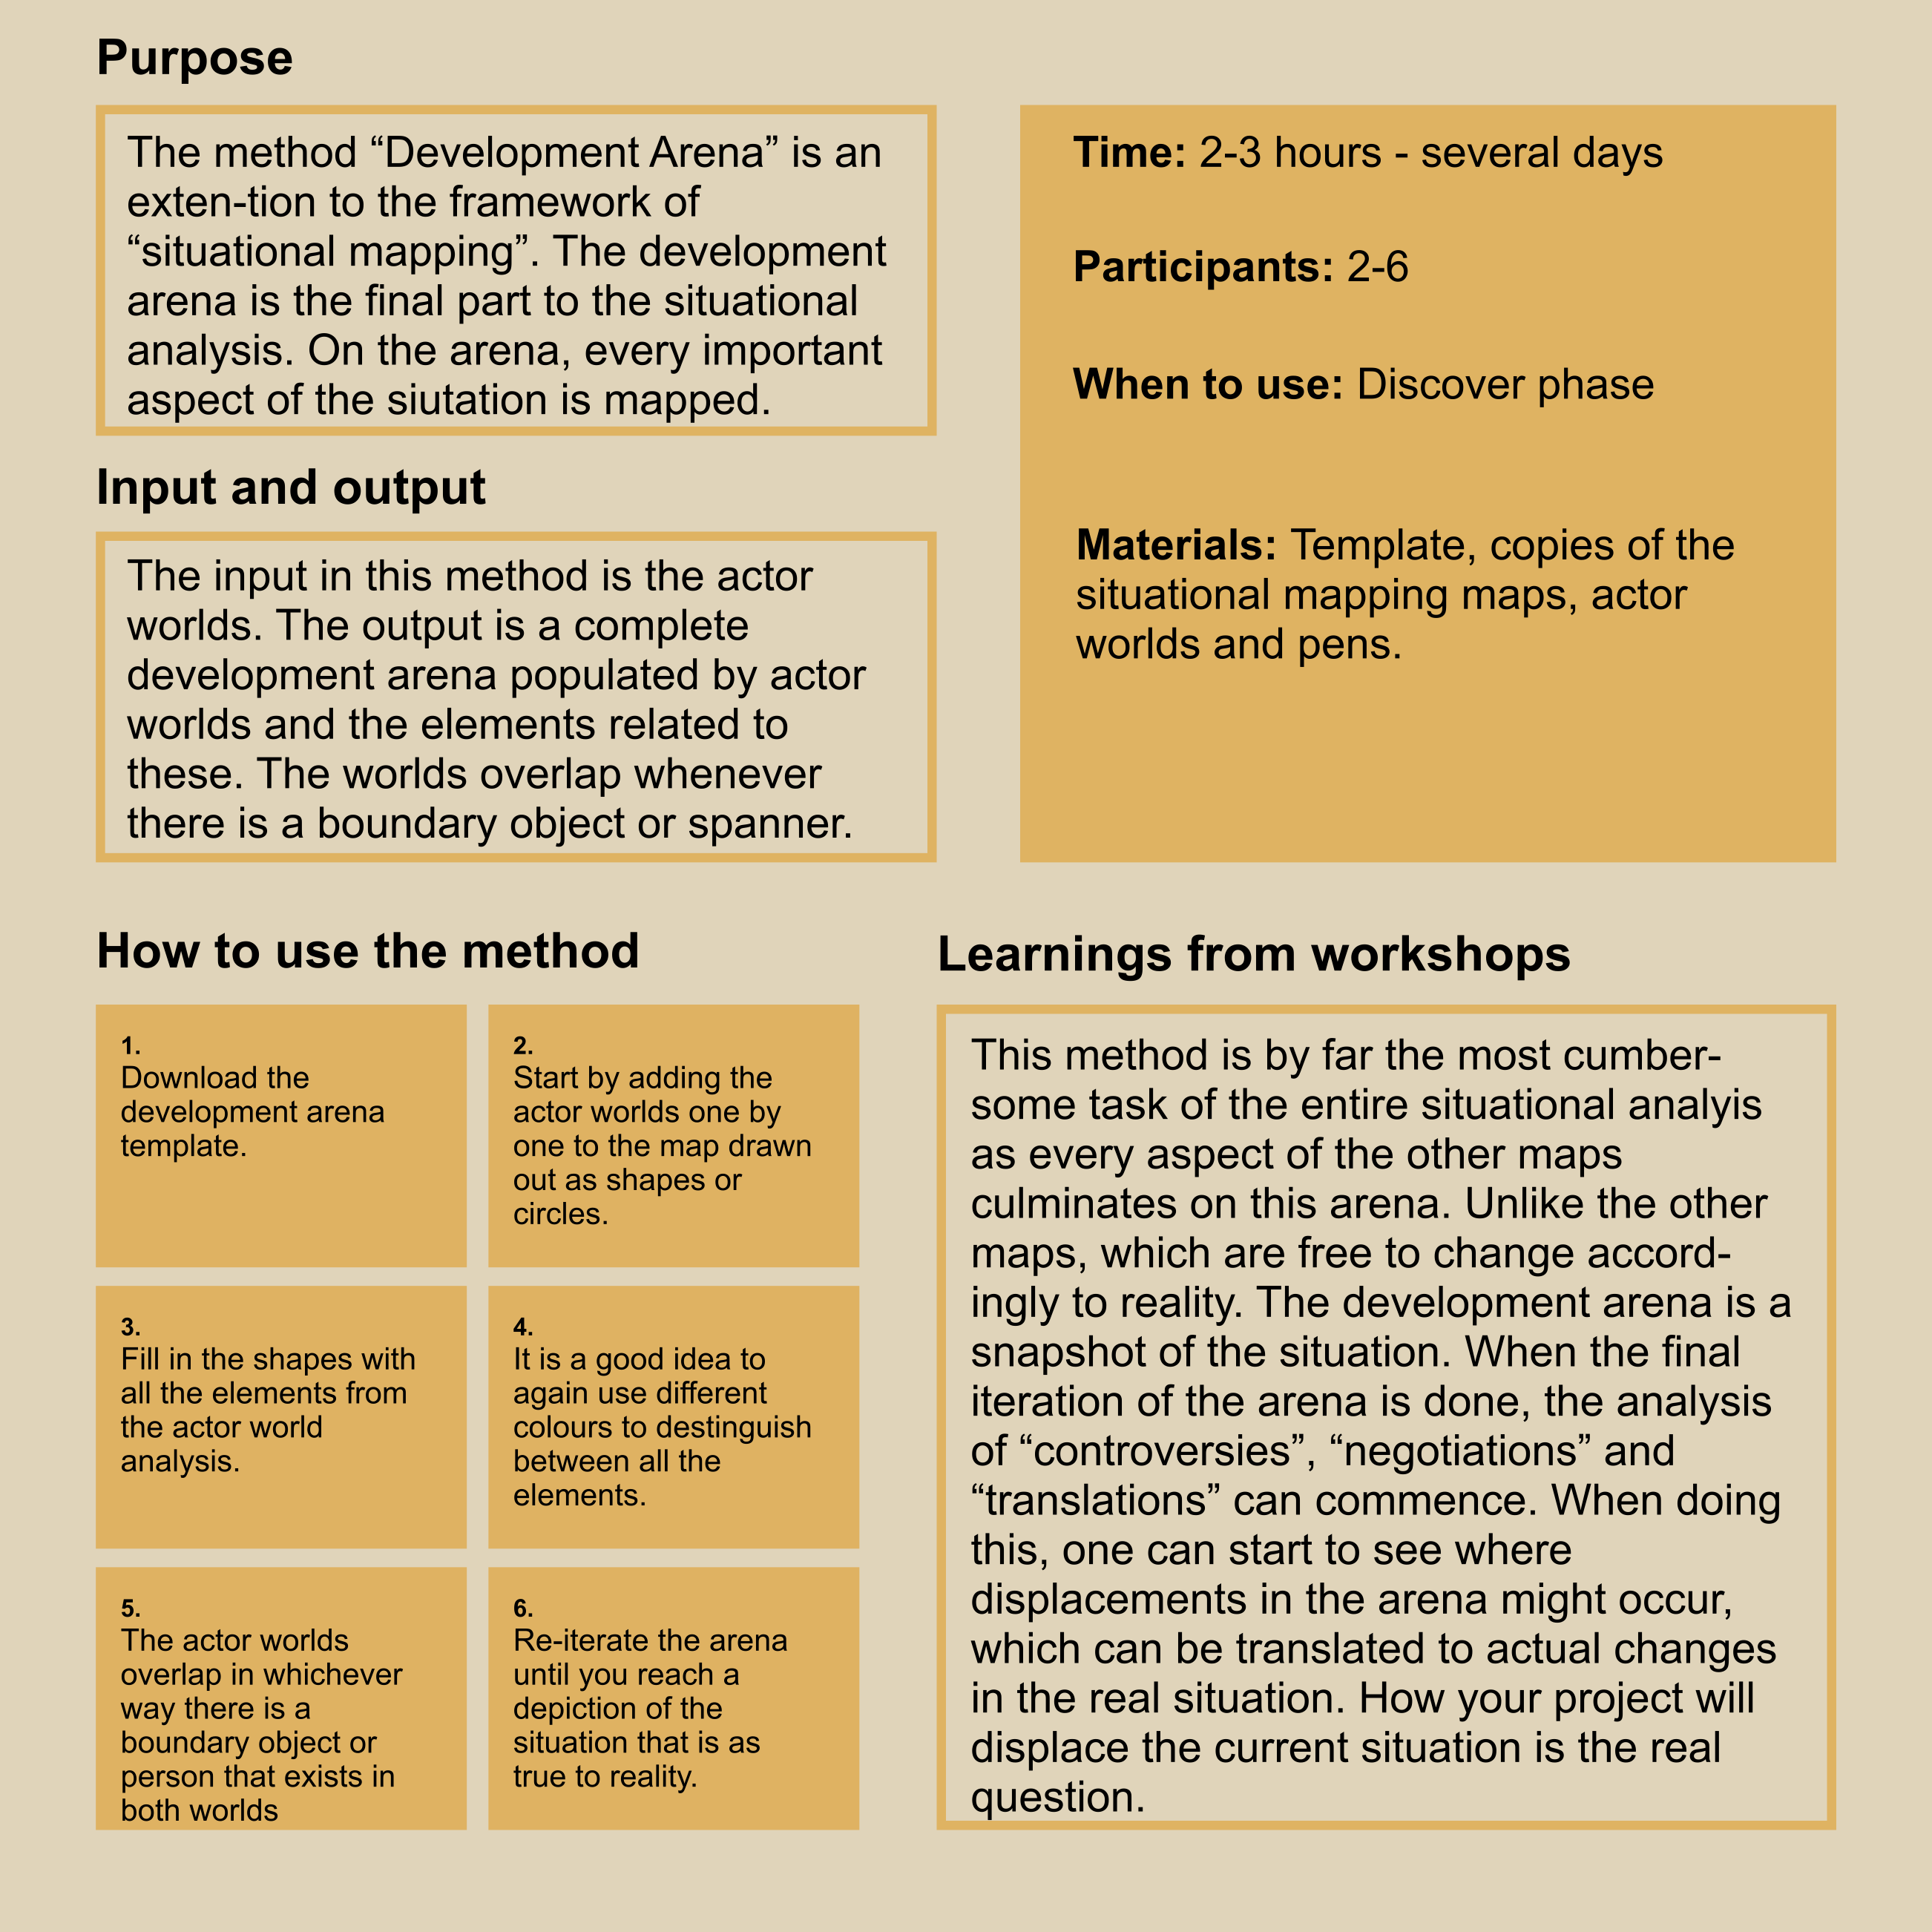 Purpose
The method “Development Arena” is an
exten-tion to the framework of
“situational mapping”. The development
arena is the final part to the situational
analysis. On the arena, every important
aspect of the siutation is mapped.
Input and output
The input in this method is the actor
worlds. The output is a complete
development arena populated by actor
worlds and the elements related to
these. The worlds overlap whenever
there is a boundary object or spanner.
Time: 2-3 hours - several days
Participants: 2-6
When to use: Discover phase
Materials: Template, copies of the
situational mapping maps, actor
worlds and pens.
How to use the method
1.
Download the
development arena
template.
2.
Start by adding the
actor worlds one by
one to the map drawn
out as shapes or
circles.
3.
Fill in the shapes with
all the elements from
the actor world
analysis.
4.
It is a good idea to
again use different
colours to destinguish
between all the
elements.
5.
The actor worlds
overlap in whichever
way there is a
boundary object or
person that exists in
both worlds
6.
Re-iterate the arena
until you reach a
depiction of the
situation that is as
true to reality.
Learnings from workshops
This method is by far the most cumber-
some task of the entire situational analyis
as every aspect of the other maps
culminates on this arena. Unlike the other
maps, which are free to change accord-
ingly to reality. The development arena is a
snapshot of the situation. When the final
iteration of the arena is done, the analysis
of “controversies”, “negotiations” and
“translations” can commence. When doing
this, one can start to see where
displacements in the arena might occur,
which can be translated to actual changes
in the real situation. How your project will
displace the current situation is the real
question.